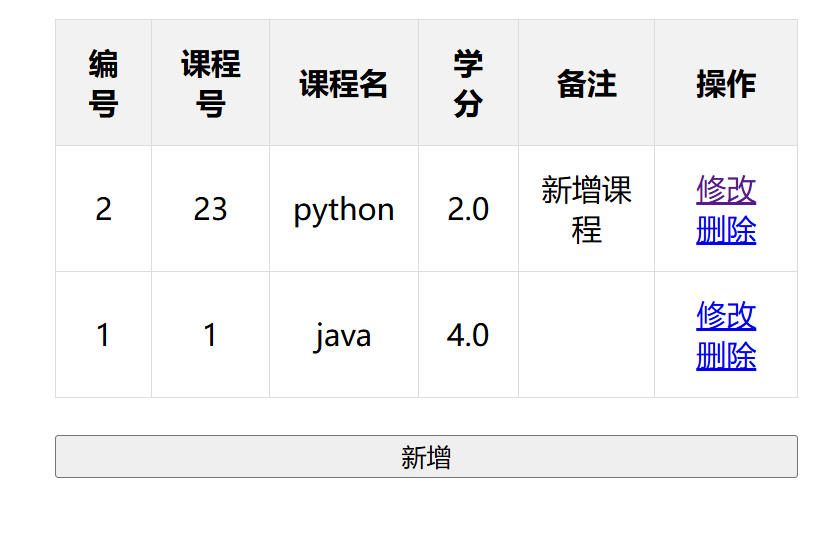 编号 课程号 课程名 学分 备注 操作
2 23 python 2.0 新增课程 修改 删除
1 1 java 4.0 修改 删除
新增